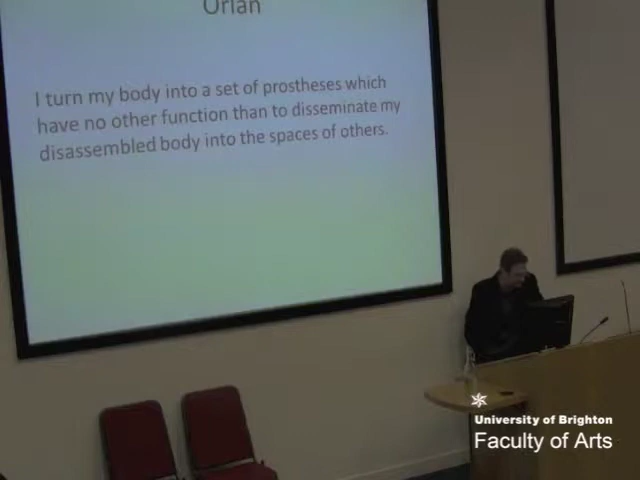 Orlan
I turn my body into a set of prostheses which
have no other function than to disseminate my
disassembled body into the spaces of others.
University of Brighton
Faculty of Arts